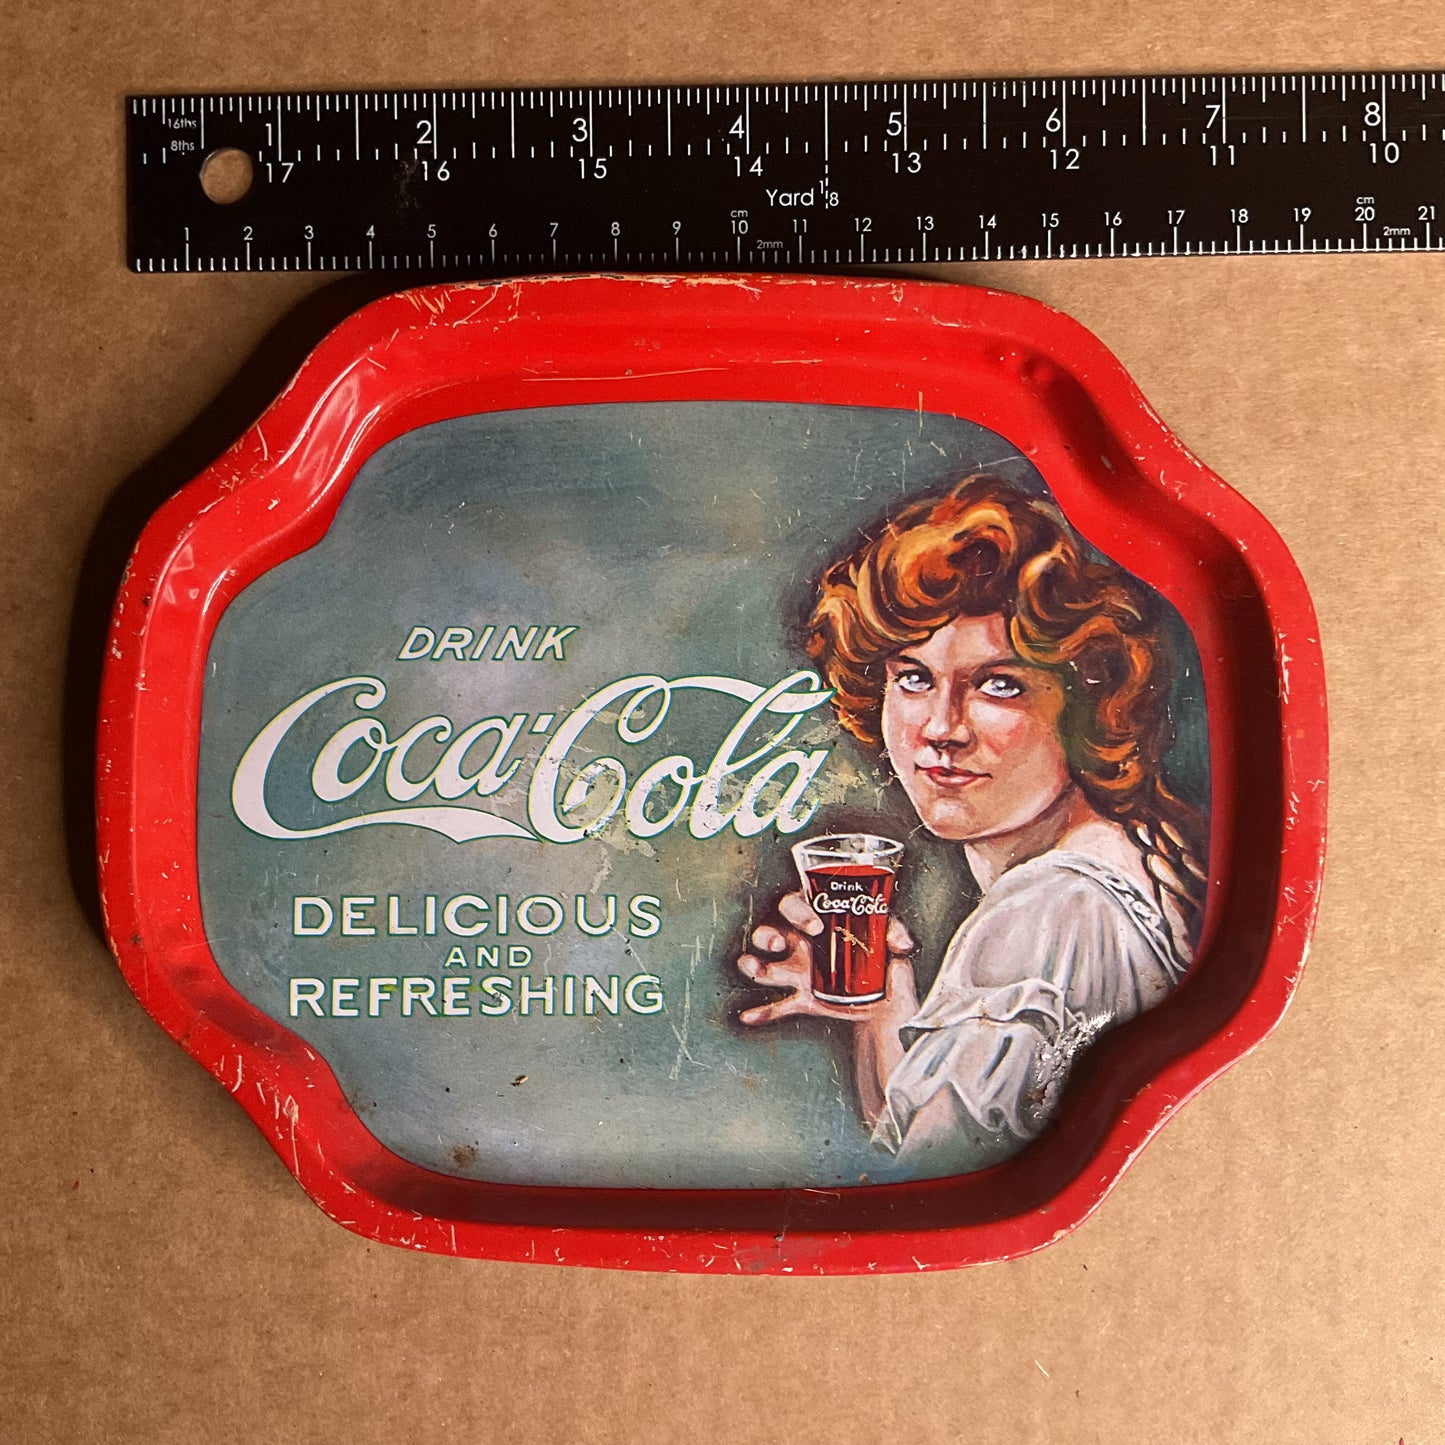 16ths 1 2 3 4 5 6 7 8
8ths 17 16 15 14 13 12 11 10
Yard 1/8
cm cm
1 2 3 4 5 6 7 8 9 10 11 12 13 14 15 16 17 18 19 20 21
2mm 2mm
DRINK
Coca-Cola
DELICIOUS
AND
REFRESHING
Drink
Coca-Cola